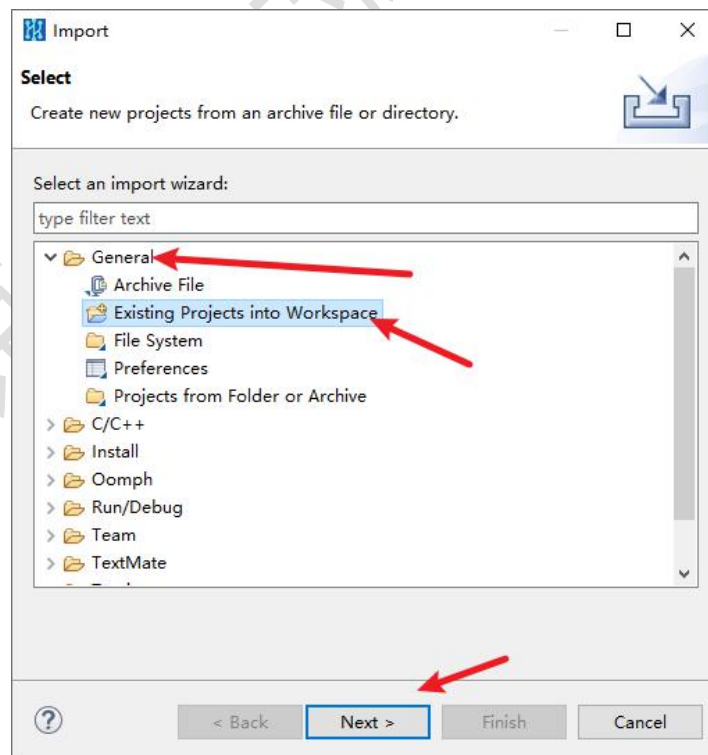 Import
Select
Create new projects from an archive file or directory.
Select an import wizard:
type filter text
General
Archive File
Existing Projects into Workspace
File System
Preferences
Projects from Folder or Archive
C/C++
Install
Oomph
Run/Debug
Team
TextMate
< Back Next > Finish Cancel